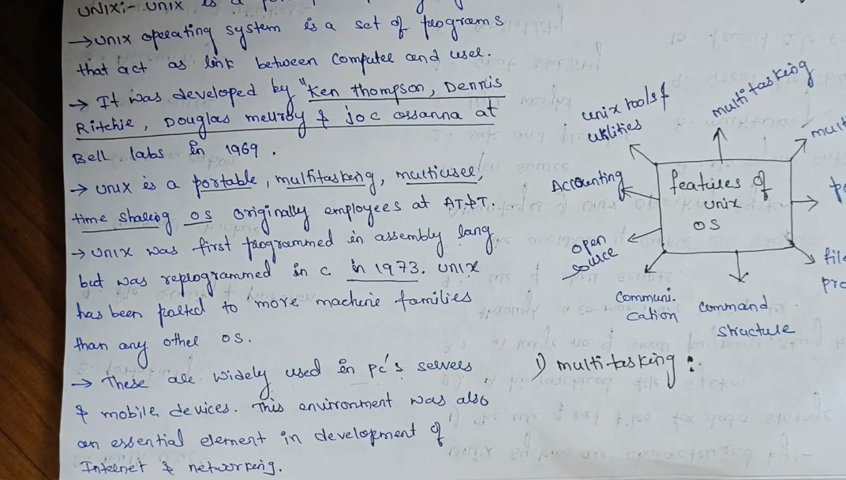 UNIX:- UNIX is a
→ UNIX operating system is a set of programs
that act as link between computer and user.
→ It was developed by "Ken Thompson, Dennis
Ritchie, Douglas mellroy & joc ossanna at
Bell labs in 1969.
→ UNIX is a portable, multitasking, multiuser,
time sharing OS originally employees at AT&T.
→ UNIX was first programmed in assembly lang
but was reprogrammed in C in 1973. UNIX
has been ported to more machine families
than any other OS.
→ These are widely used in PC's servers
& mobile devices. This environment was also
an essential element in development of
Internet & networking.
unix tools &
utilities
multitasking
Accounting
features of
unix
OS
open
source
Communi-
cation
command
structure
1) multitasking: